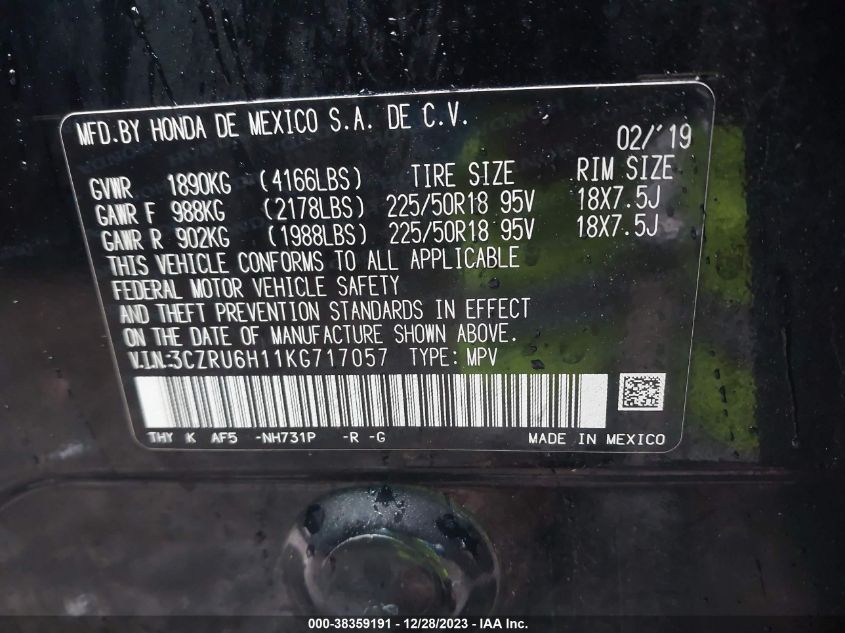 MFD.BY HONDA DE MEXICO S.A. DE C.V.
02/'19
GVWR 1890KG (4166LBS) TIRE SIZE RIM SIZE
GAWR F 988KG (2178LBS) 225/50R18 95V 18X7.5J
GAWR R 902KG (1988LBS) 225/50R18 95V 18X7.5J
THIS VEHICLE CONFORMS TO ALL APPLICABLE
FEDERAL MOTOR VEHICLE SAFETY
AND THEFT PREVENTION STANDARDS IN EFFECT
ON THE DATE OF MANUFACTURE SHOWN ABOVE.
V.I.N:3CZRU6H11KG717057 TYPE: MPV
THY K AF5 -NH731P -R -G MADE IN MEXICO
000-38359191 - 12/28/2023 - IAA Inc.